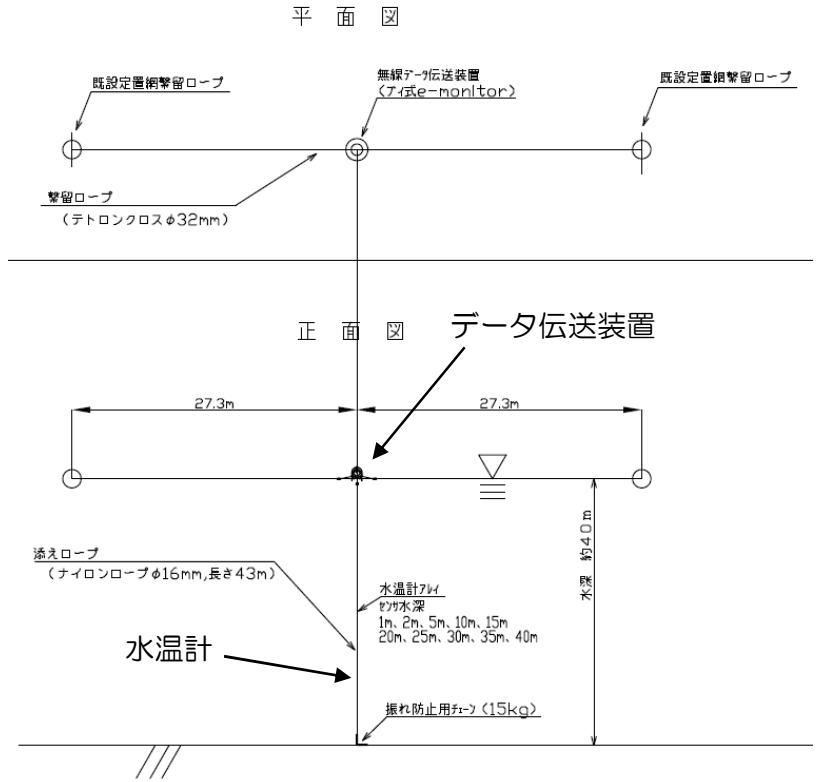 平 面 図
既設定置網繋留ロープ
無線データ伝送装置
(アイ式e-monitor)
既設定置網繋留ロープ
繋留ロープ
(テトロンクロスφ32mm)
正 面 図
データ伝送装置
27.3m
27.3m
添えロープ
(ナイロンロープφ16mm,長さ43m)
水深 約40m
水温計アレイ
センサ水深
1m、2m、5m、10m、15m
20m、25m、30m、35m、40m
水温計
振れ防止用チェーン(15kg)